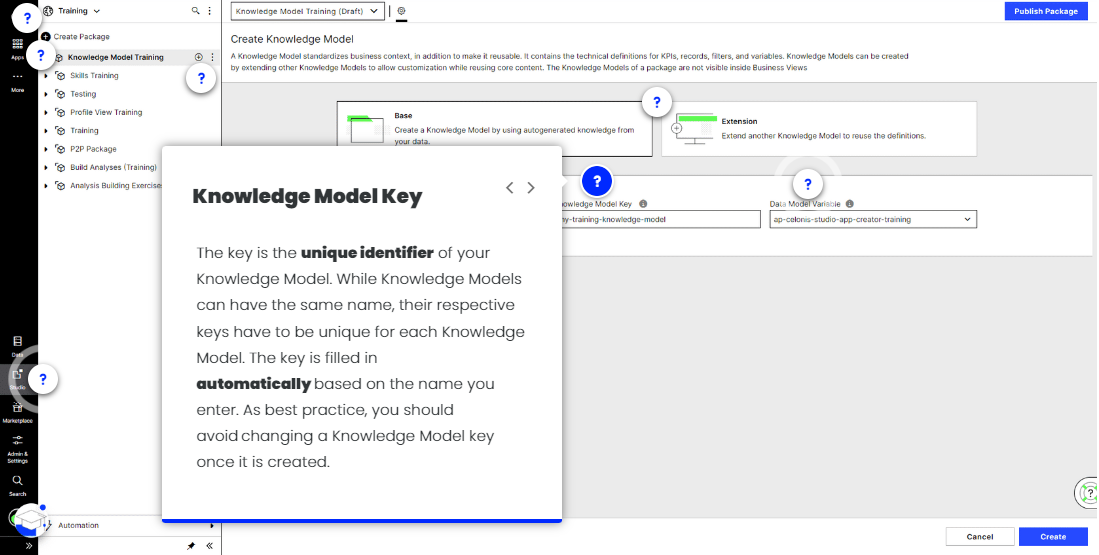 Training
Knowledge Model Training (Draft)
Publish Package
Apps
More
Create Package
Knowledge Model Training
Skills Training
Testing
Profile View Training
Training
P2P Package
Build Analyses (Training)
Analysis Building Exercises
Create Knowledge Model
A Knowledge Model standardizes business context, in addition to make it reusable. It contains the technical definitions for KPIs, records, filters, and variables. Knowledge Models can be created
by extending other Knowledge Models to allow customization while reusing core content. The Knowledge Models of a package are not visible inside Business Views
?
?
?
?
Base
Create a Knowledge Model by using autogenerated knowledge from
your data.
Extension
Extend another Knowledge Model to reuse the definitions.
?
?
nowledge Model Key
my-training-knowledge-model
Data Model Variable
ap-celonis-studio-app-creator-training
Knowledge Model Key
The key is the unique identifier of your
Knowledge Model. While Knowledge Models
can have the same name, their respective
keys have to be unique for each Knowledge
Model. The key is filled in
automatically based on the name you
enter. As best practice, you should
avoid changing a Knowledge Model key
once it is created.
Data
Studio
?
Marketplace
Admin &
Settings
Search
Automation
?
Cancel
Create